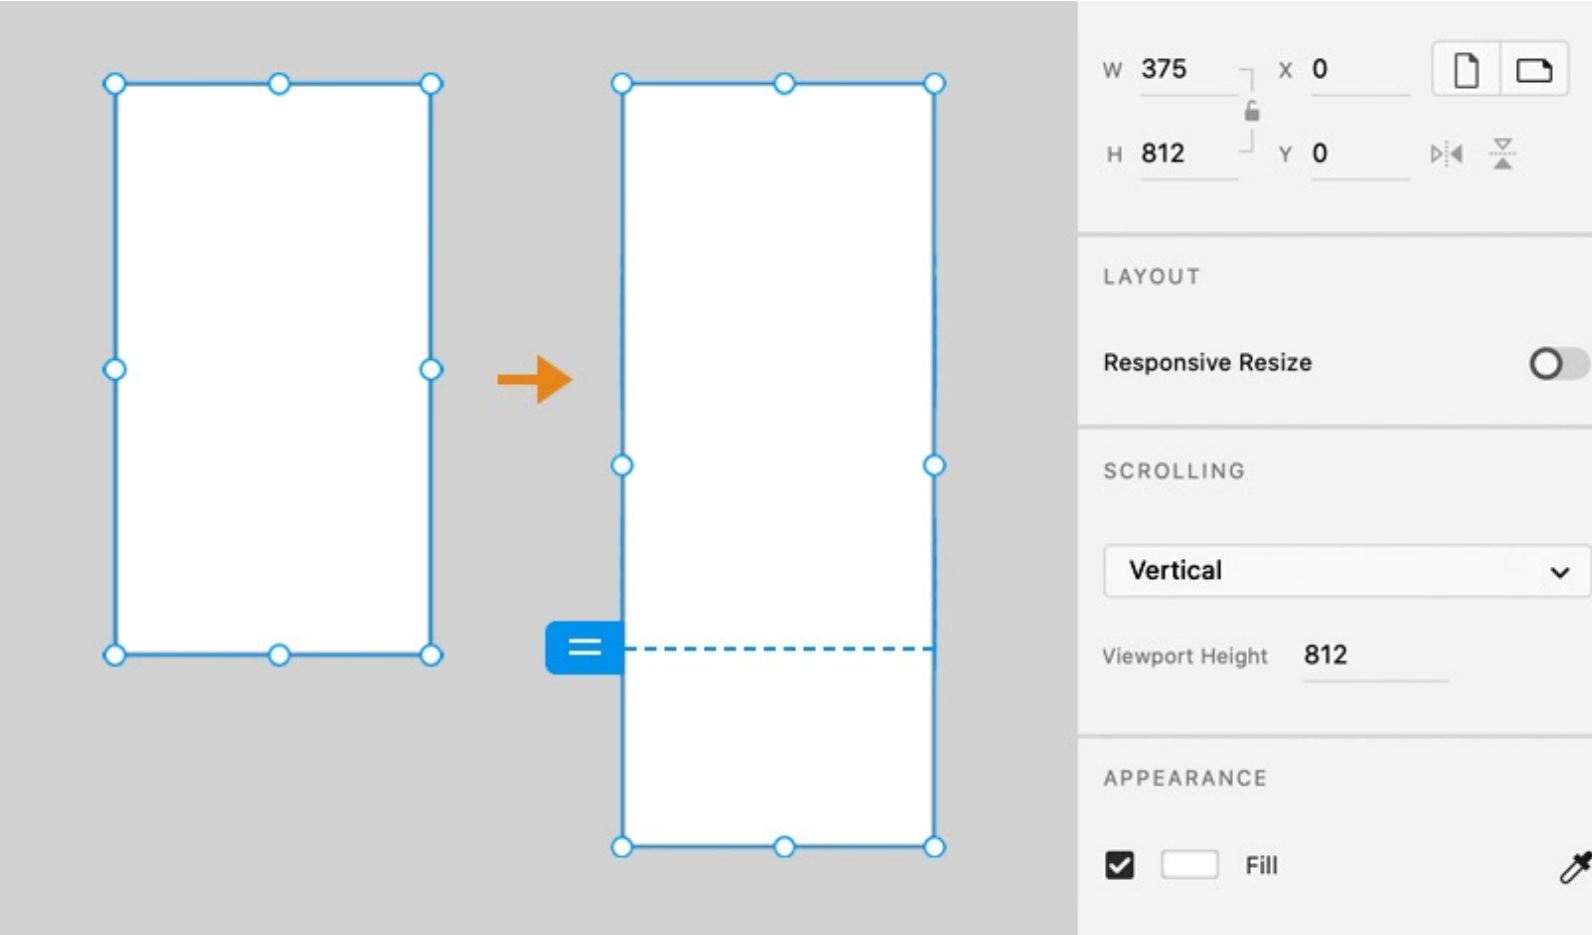 W 375 X 0
H 812 Y 0
LAYOUT
Responsive Resize
SCROLLING
Vertical
Viewport Height 812
APPEARANCE
Fill